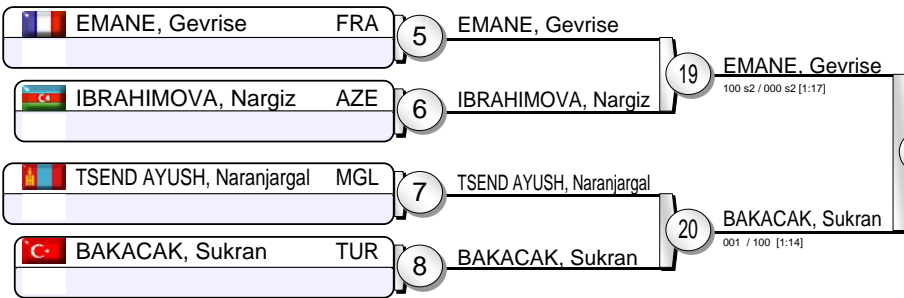 EMANE, Gevrise FRA
5
EMANE, Gevrise
19
EMANE, Gevrise
100 s2 / 000 s2 [1:17]
IBRAHIMOVA, Nargiz AZE
6
IBRAHIMOVA, Nargiz
TSEND AYUSH, Naranjargal MGL
7
TSEND AYUSH, Naranjargal
20
BAKACAK, Sukran
001 / 100 [1:14]
BAKACAK, Sukran TUR
8
BAKACAK, Sukran